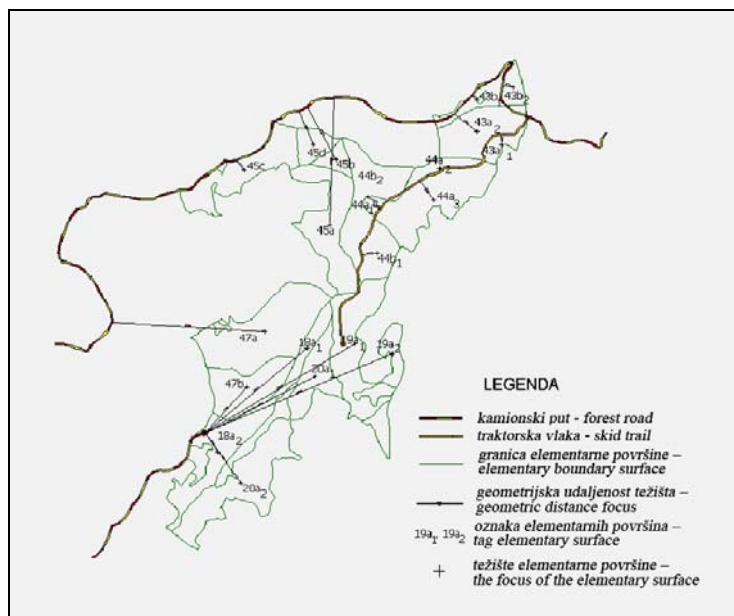 43b
43b2
43a2
43a1
45d
45b
44a2
45c
44b2
44a3
44a1
45a
44b1
47a
18a1
19a1
19a2
20a1
47b
18a2
20a2
LEGENDA
kamionski put - forest road
traktorska vlaka - skid trail
granica elementarne površine –
elementary boundary surface
geometrijska udaljenost težišta –
geometric distance focus
19a1 19a2 oznaka elementarnih površina –
tag elementary surface
težište elementarne površine –
the focus of the elementary surface